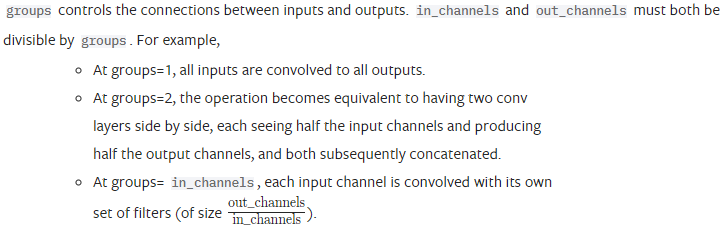 groups controls the connections between inputs and outputs. in_channels and out_channels must both be
divisible by groups. For example,
At groups=1, all inputs are convolved to all outputs.
At groups=2, the operation becomes equivalent to having two conv
layers side by side, each seeing half the input channels and producing
half the output channels, and both subsequently concatenated.
At groups= in_channels, each input channel is convolved with its own
set of filters (of size out_channels/in_channels).